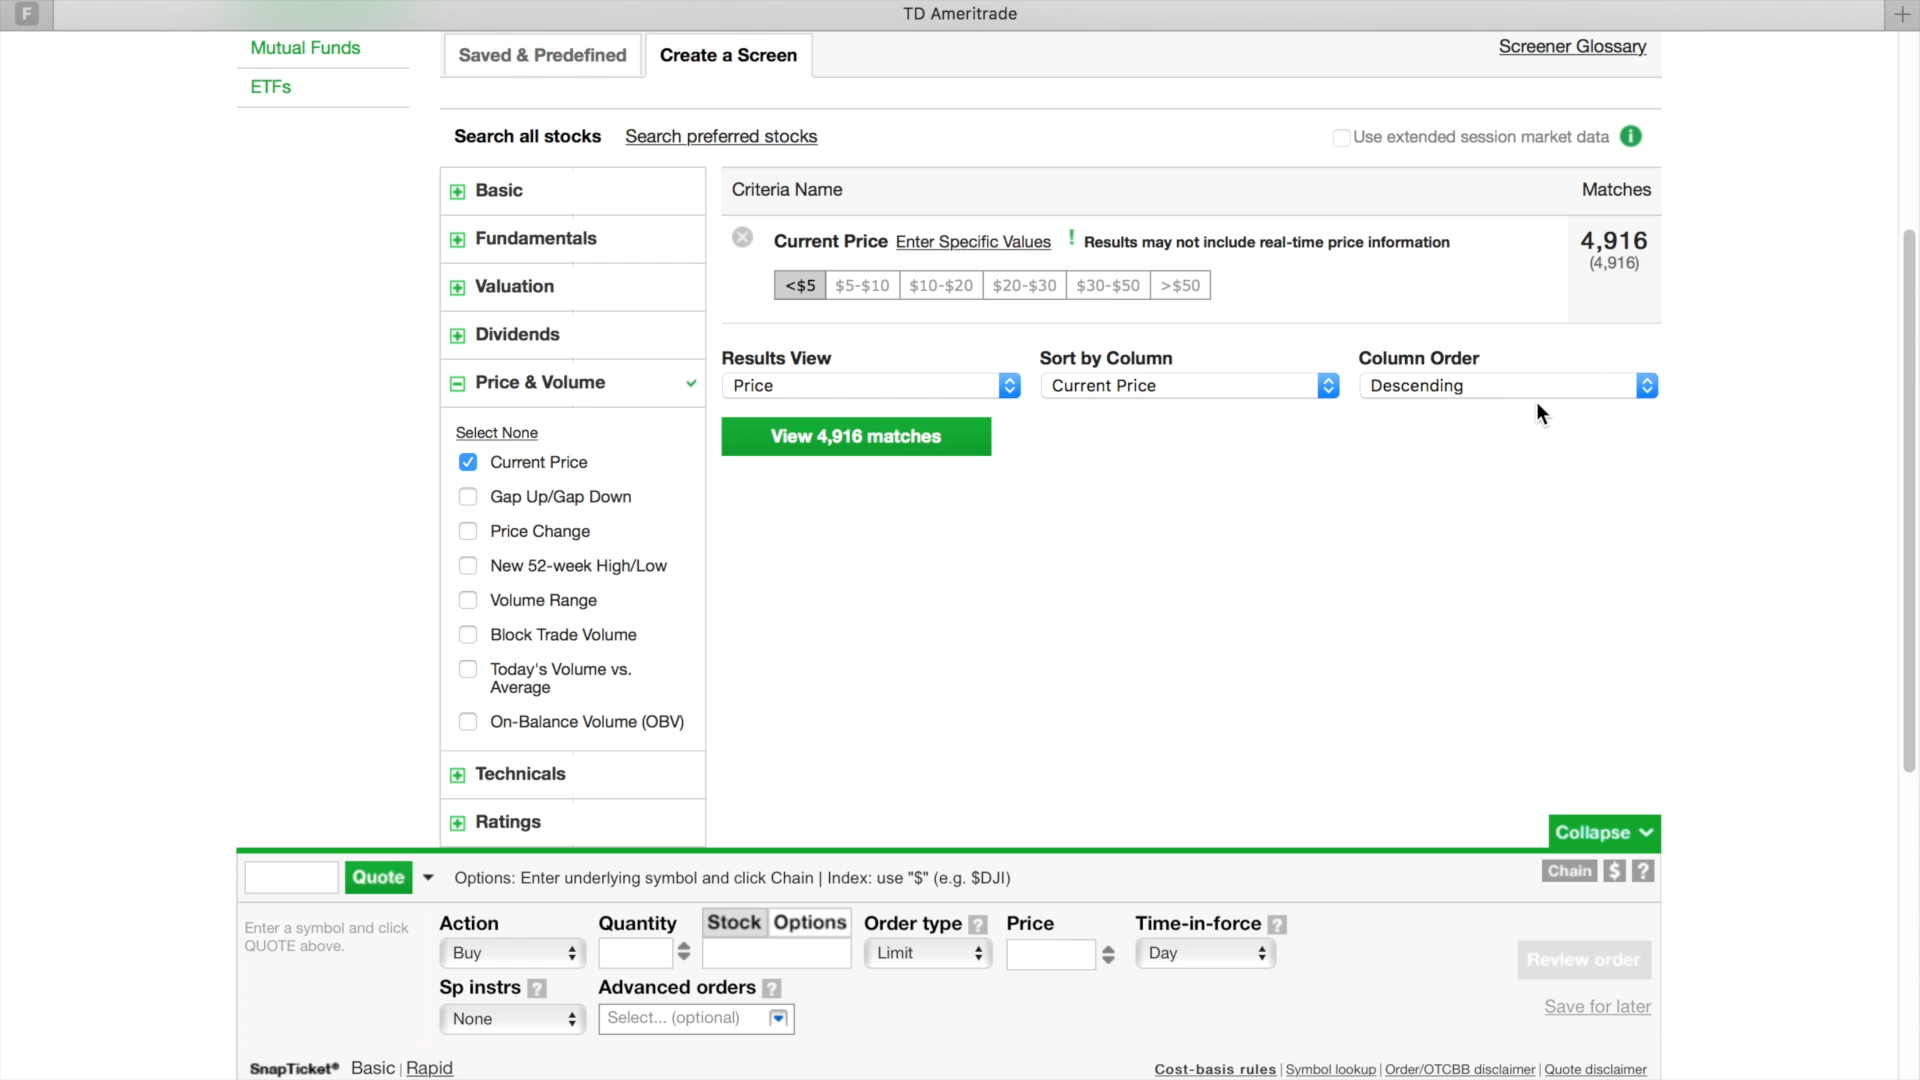 F
TD Ameritrade
Mutual Funds
ETFs
Saved & Predefined
Create a Screen
Screener Glossary
Search all stocks
Search preferred stocks
Use extended session market data
Basic
Fundamentals
Valuation
Dividends
Price & Volume
Select None
Current Price
Gap Up/Gap Down
Price Change
New 52-week High/Low
Volume Range
Block Trade Volume
Today's Volume vs.
Average
On-Balance Volume (OBV)
Technicals
Ratings
Criteria Name
Matches
Current Price Enter Specific Values ! Results may not include real-time price information
4,916
(4,916)
<$5 $5-$10 $10-$20 $20-$30 $30-$50 >$50
Results View
Sort by Column
Column Order
Price
Current Price
Descending
View 4,916 matches
Collapse
Quote
Options: Enter underlying symbol and click Chain | Index: use "$" (e.g. $DJI)
Chain $ ?
Enter a symbol and click
QUOTE above.
Action
Quantity
Stock Options
Order type ?
Price
Time-in-force ?
Buy
Limit
Day
Review order
Sp instrs ?
Advanced orders ?
None
Select... (optional)
Save for later
SnapTicket® Basic | Rapid
Cost-basis rules | Symbol lookup | Order/OTCBB disclaimer | Quote disclaimer